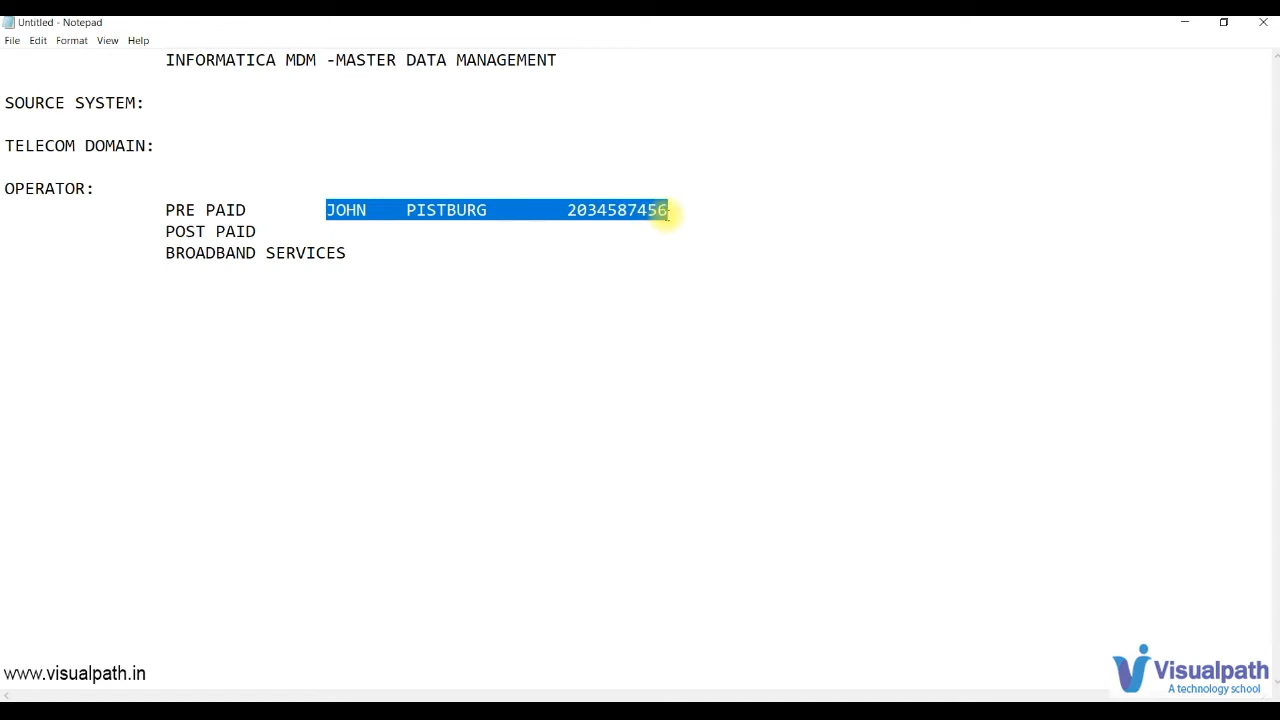 Untitled - Notepad
File Edit Format View Help
INFORMATICA MDM -MASTER DATA MANAGEMENT
SOURCE SYSTEM:
TELECOM DOMAIN:
OPERATOR:
PRE PAID JOHN PISTBURG 2034587456
POST PAID
BROADBAND SERVICES
www.visualpath.in
Visualpath
A technology school